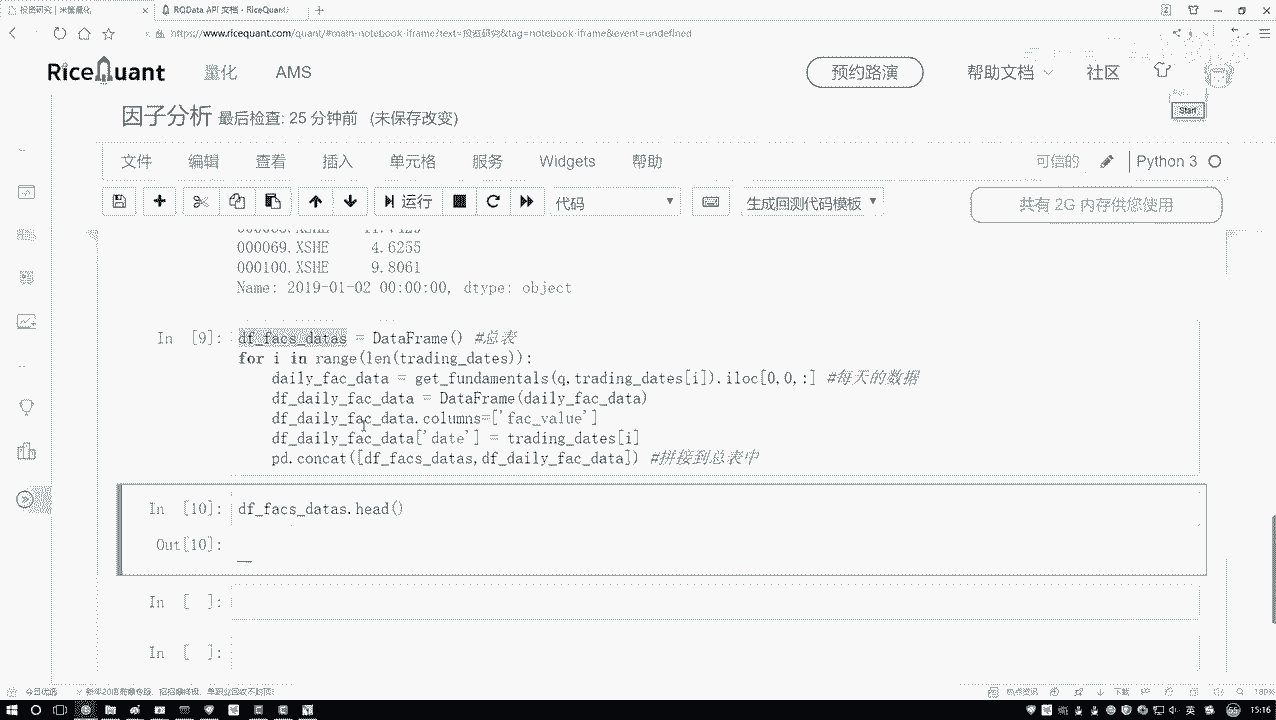 投资研究 | 米筐量化
RQData API 文档 - RiceQuant
https://www.ricequant.com/quant/#main-notebook-iframe?text=投资研究&tag=notebook-iframe&event=undefined
RiceQuant 量化 AMS 预约路演 帮助文档 社区
Start
因子分析 最后检查: 25 分钟前 (未保存改变)
文件 编辑 查看 插入 单元格 服务 Widgets 帮助 可信的 Python 3
运行 代码 生成回测代码模板 共有 2G 内存供您使用
000069.XSHE 4.6255
000100.XSHE 9.8061
Name: 2019-01-02 00:00:00, dtype: object
In [9]: df_facs_datas = DataFrame() #总表
for i in range(len(trading_dates)):
daily_fac_data = get_fundamentals(q,trading_dates[i]).iloc[0,0,:] #每天的数据
df_daily_fac_data = DataFrame(daily_fac_data)
df_daily_fac_data.columns=['fac_value']
df_daily_fac_data['date'] = trading_dates[i]
pd.concat([df_facs_datas,df_daily_fac_data]) #拼接到总表中
In [10]: df_facs_datas.head()
Out[10]:
In [ ]:
In [ ]:
今日优选
下载
100%
15:16